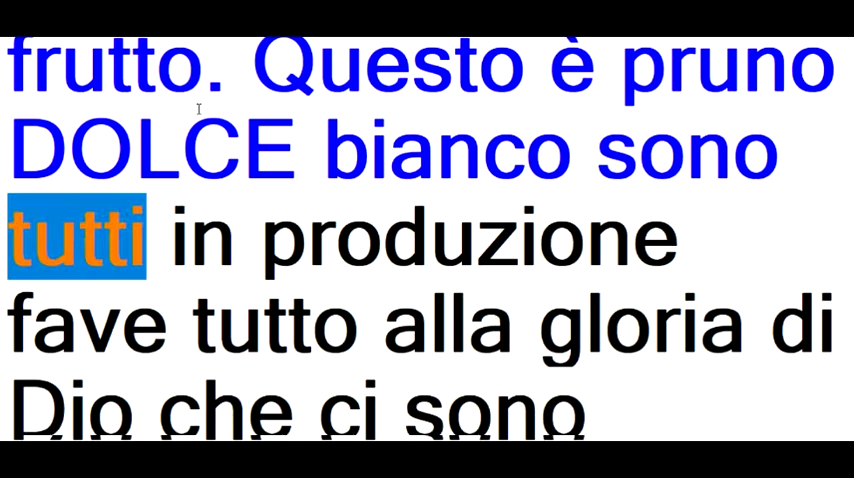 frutto. Questo è pruno
DOLCE bianco sono
tutti in produzione
fave tutto alla gloria di
Dio che ci sono